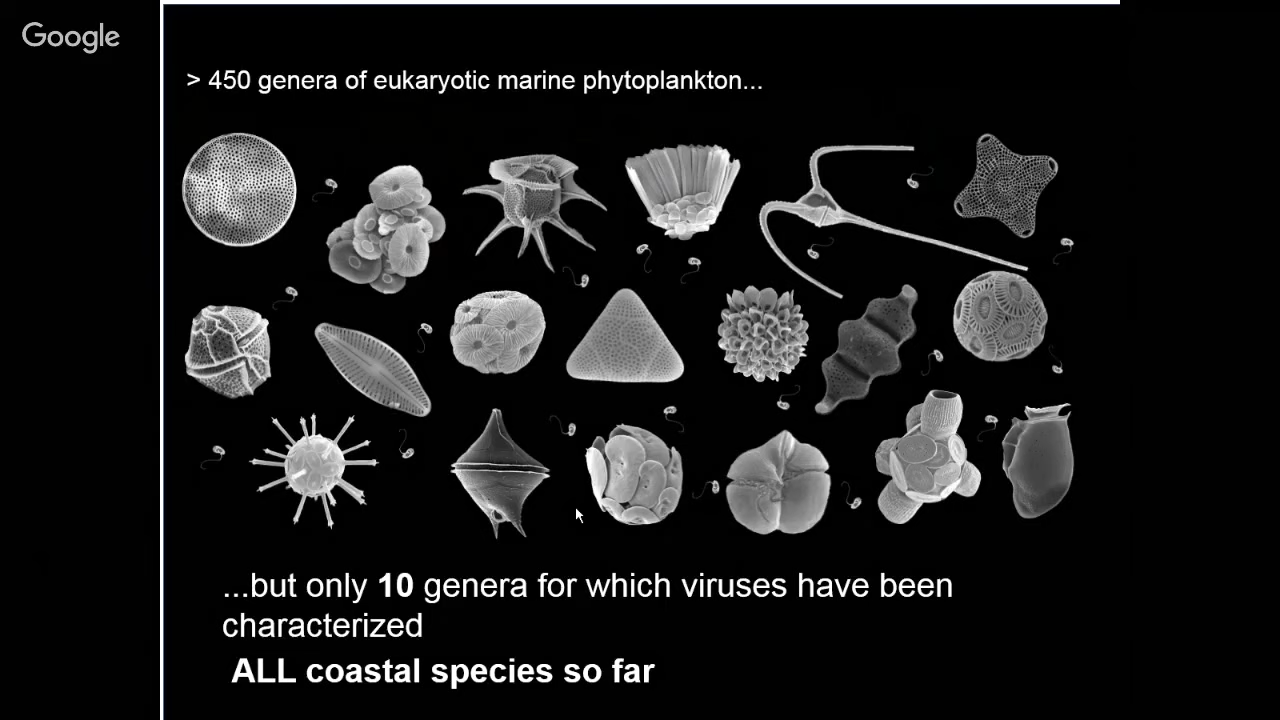 Google
> 450 genera of eukaryotic marine phytoplankton...
...but only 10 genera for which viruses have been
characterized
ALL coastal species so far